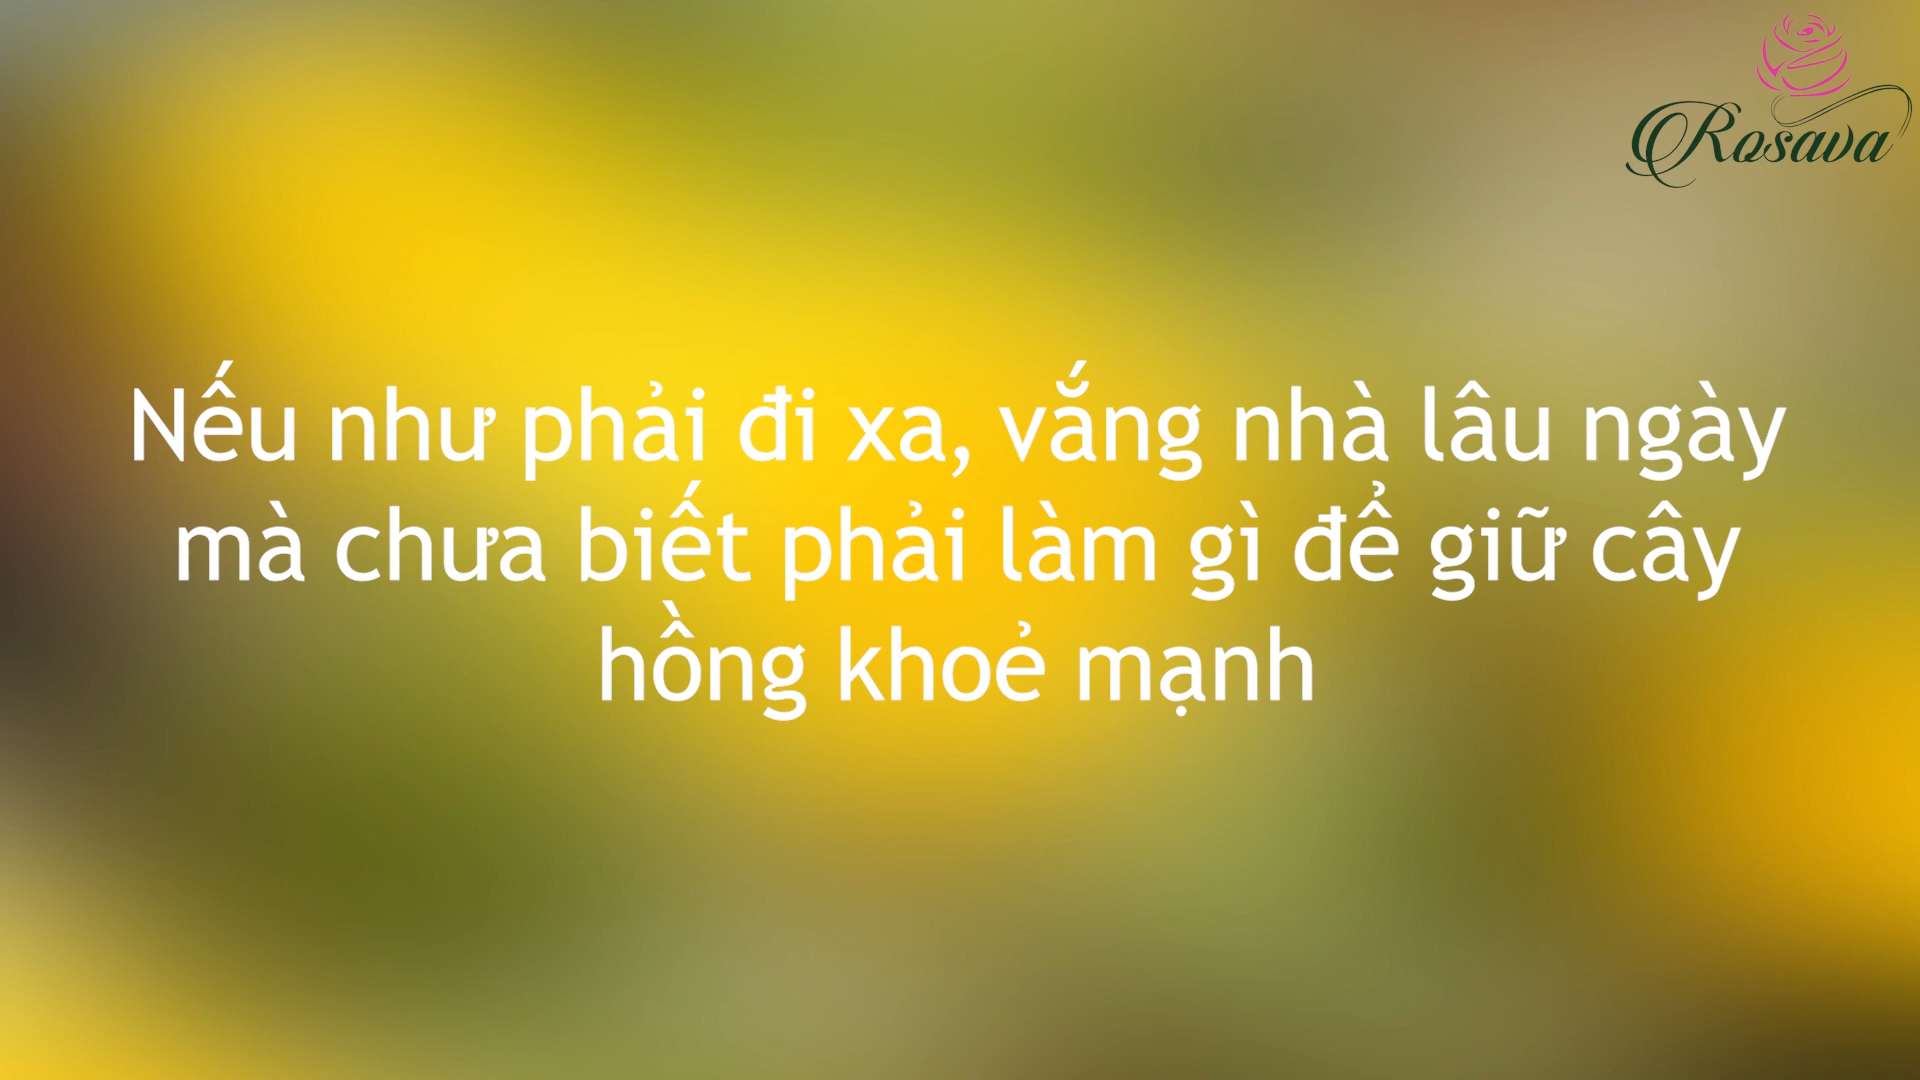 Rosava
Nếu như phải đi xa, vắng nhà lâu ngày
mà chưa biết phải làm gì để giữ cây
hồng khoẻ mạnh